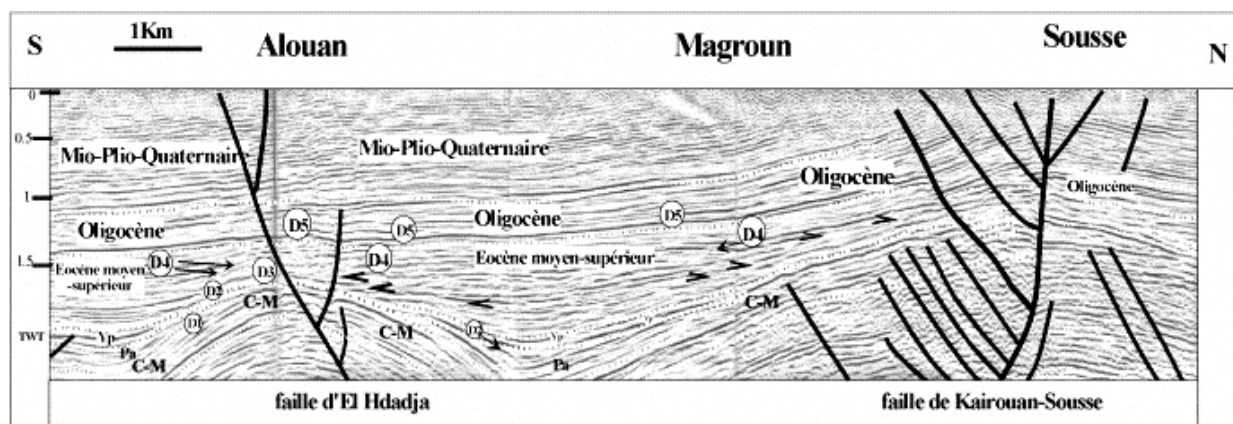 S
1Km
Alouan
Magroun
Sousse
N
0
0.5
1
1.5
TWT
Mio-Plio-Quaternaire
Mio-Plio-Quaternaire
Oligocène
Oligocène
Oligocène
Oligocène
D5
D5
D5
D4
D4
D4
Eocène moyen
-supérieur
Eocène moyen-supérieur
D3
D2
D1
C-M
C-M
C-M
C-M
Yp
Yp
Pa
Pa
faille d'El Hdadja
faille de Kairouan-Sousse